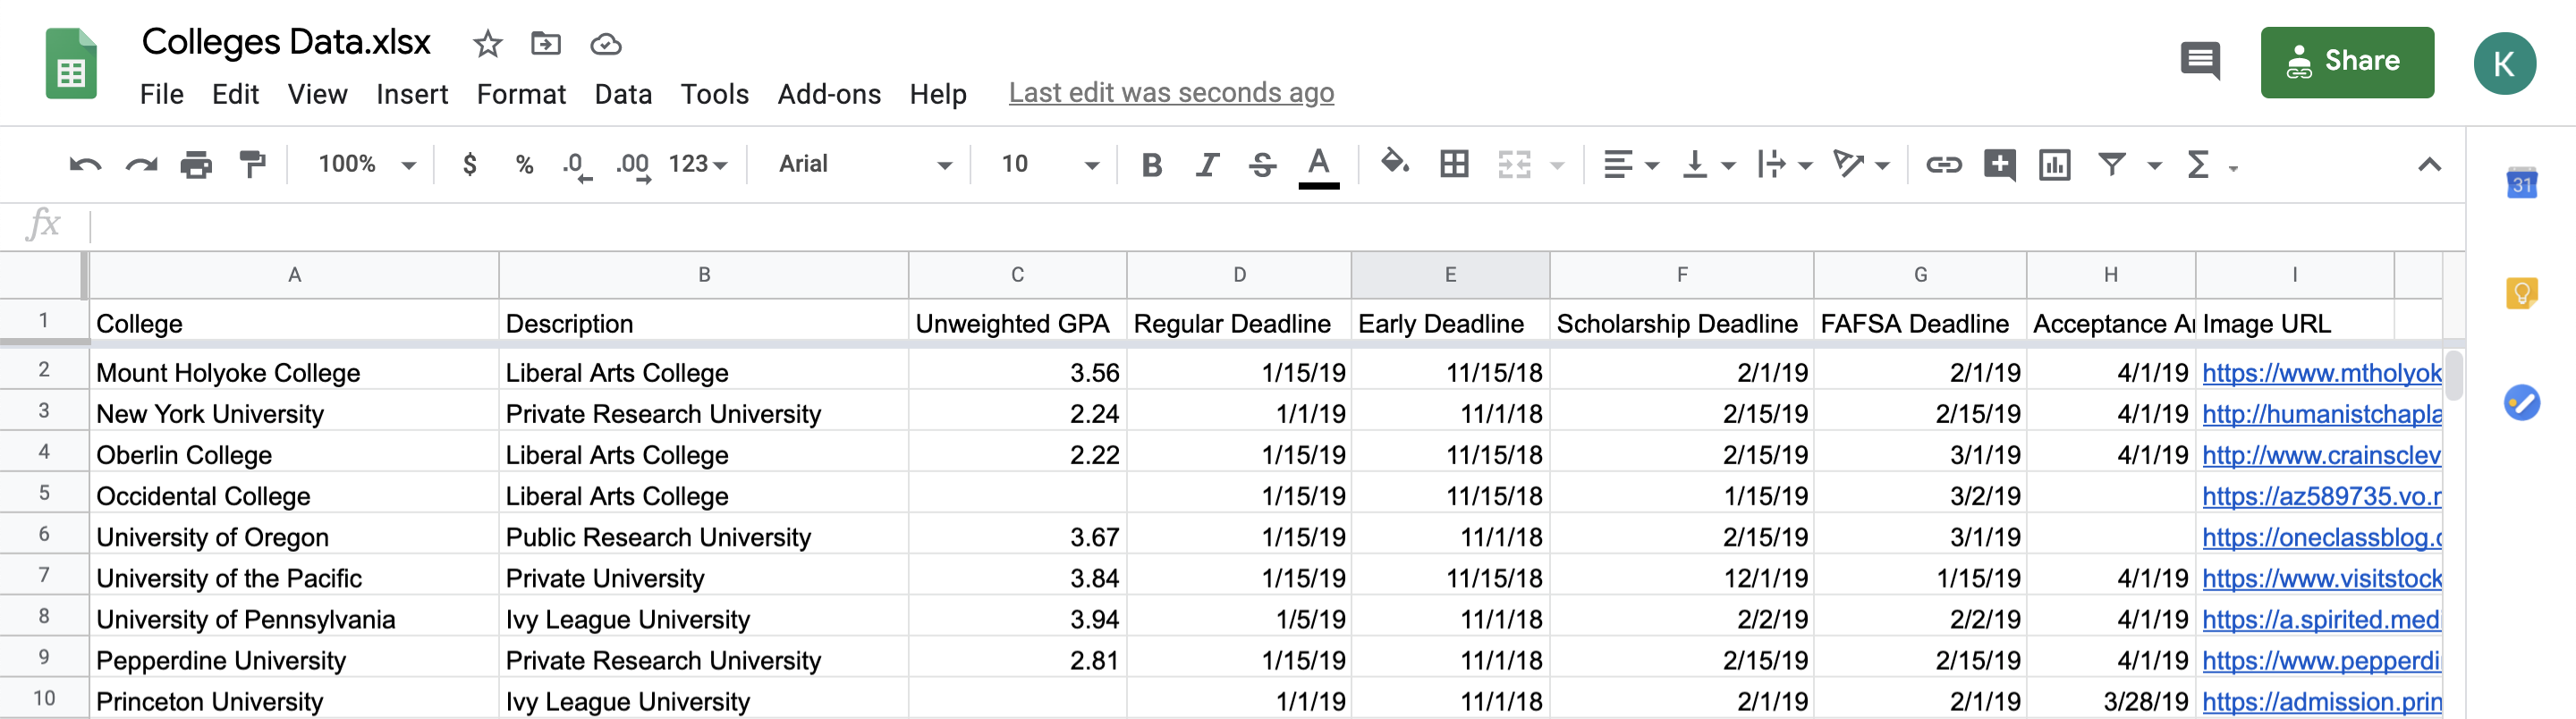 Colleges Data.xlsx
File Edit View Insert Format Data Tools Add-ons Help Last edit was seconds ago
Share
K
100% $ % .0 .00 123 Arial 10 B I S A Σ
31
fx
A B C D E F G H I
1 College Description Unweighted GPA Regular Deadline Early Deadline Scholarship Deadline FAFSA Deadline Acceptance Image URL
2 Mount Holyoke College Liberal Arts College 3.56 1/15/19 11/15/18 2/1/19 2/1/19 4/1/19 https://www.mtholyok
3 New York University Private Research University 2.24 1/1/19 11/1/18 2/15/19 2/15/19 4/1/19 http://humanistchapla
4 Oberlin College Liberal Arts College 2.22 1/15/19 11/15/18 2/15/19 3/1/19 4/1/19 http://www.crainsclev
5 Occidental College Liberal Arts College 1/15/19 11/15/18 1/15/19 3/2/19 https://az589735.vo.r
6 University of Oregon Public Research University 3.67 1/15/19 11/1/18 2/15/19 3/1/19 https://oneclassblog.c
7 University of the Pacific Private University 3.84 1/15/19 11/15/18 12/1/19 1/15/19 4/1/19 https://www.visitstock
8 University of Pennsylvania Ivy League University 3.94 1/5/19 11/1/18 2/2/19 2/2/19 4/1/19 https://a.spirited.medi
9 Pepperdine University Private Research University 2.81 1/15/19 11/1/18 2/15/19 2/15/19 4/1/19 https://www.pepperdi
10 Princeton University Ivy League University 1/1/19 11/1/18 2/1/19 2/1/19 3/28/19 https://admission.prin